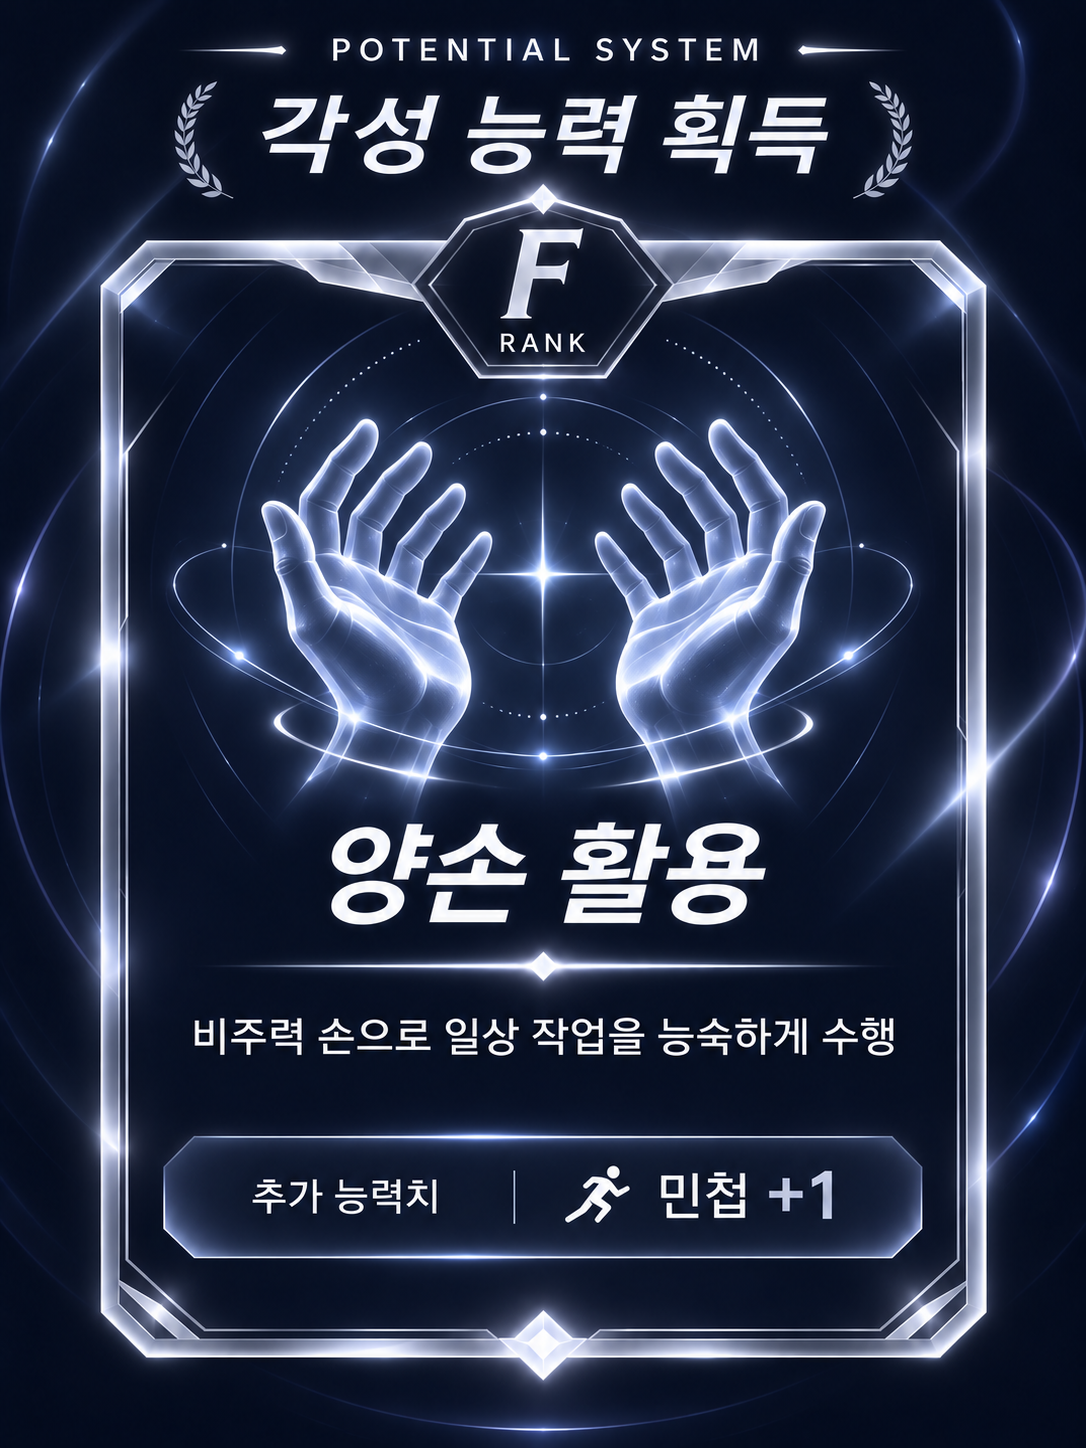 POTENTIAL SYSTEM
각성 능력 획득
F
RANK
양손 활용
비주력 손으로 일상 작업을 능숙하게 수행
추가 능력치
민첩 +1